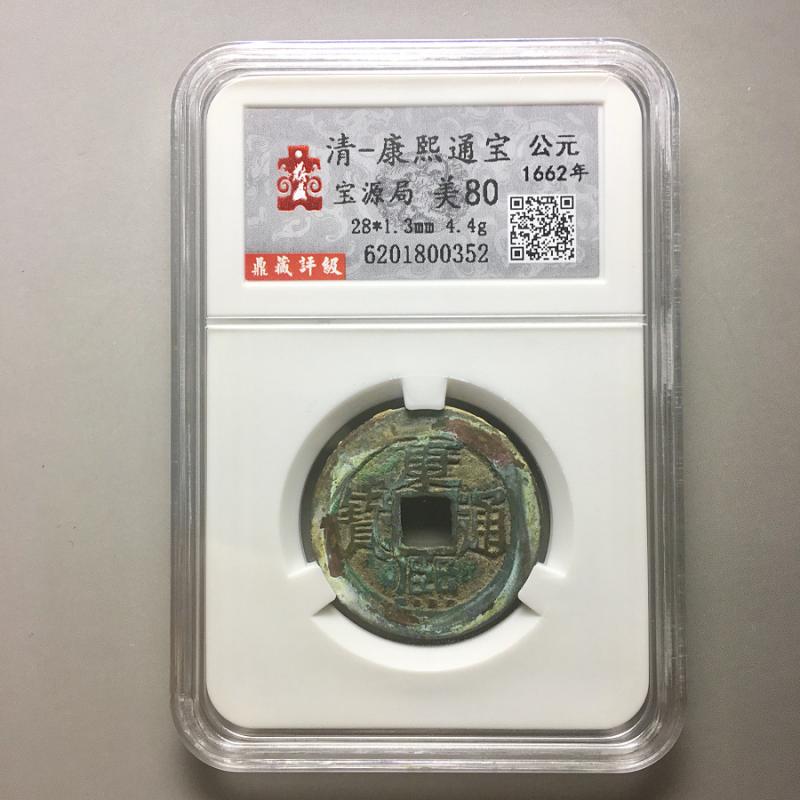 清-康熙通宝 公元
1662年
宝源局 美80
28*1.3mm 4.4g
6201800352
鼎藏評級
康熙通寶